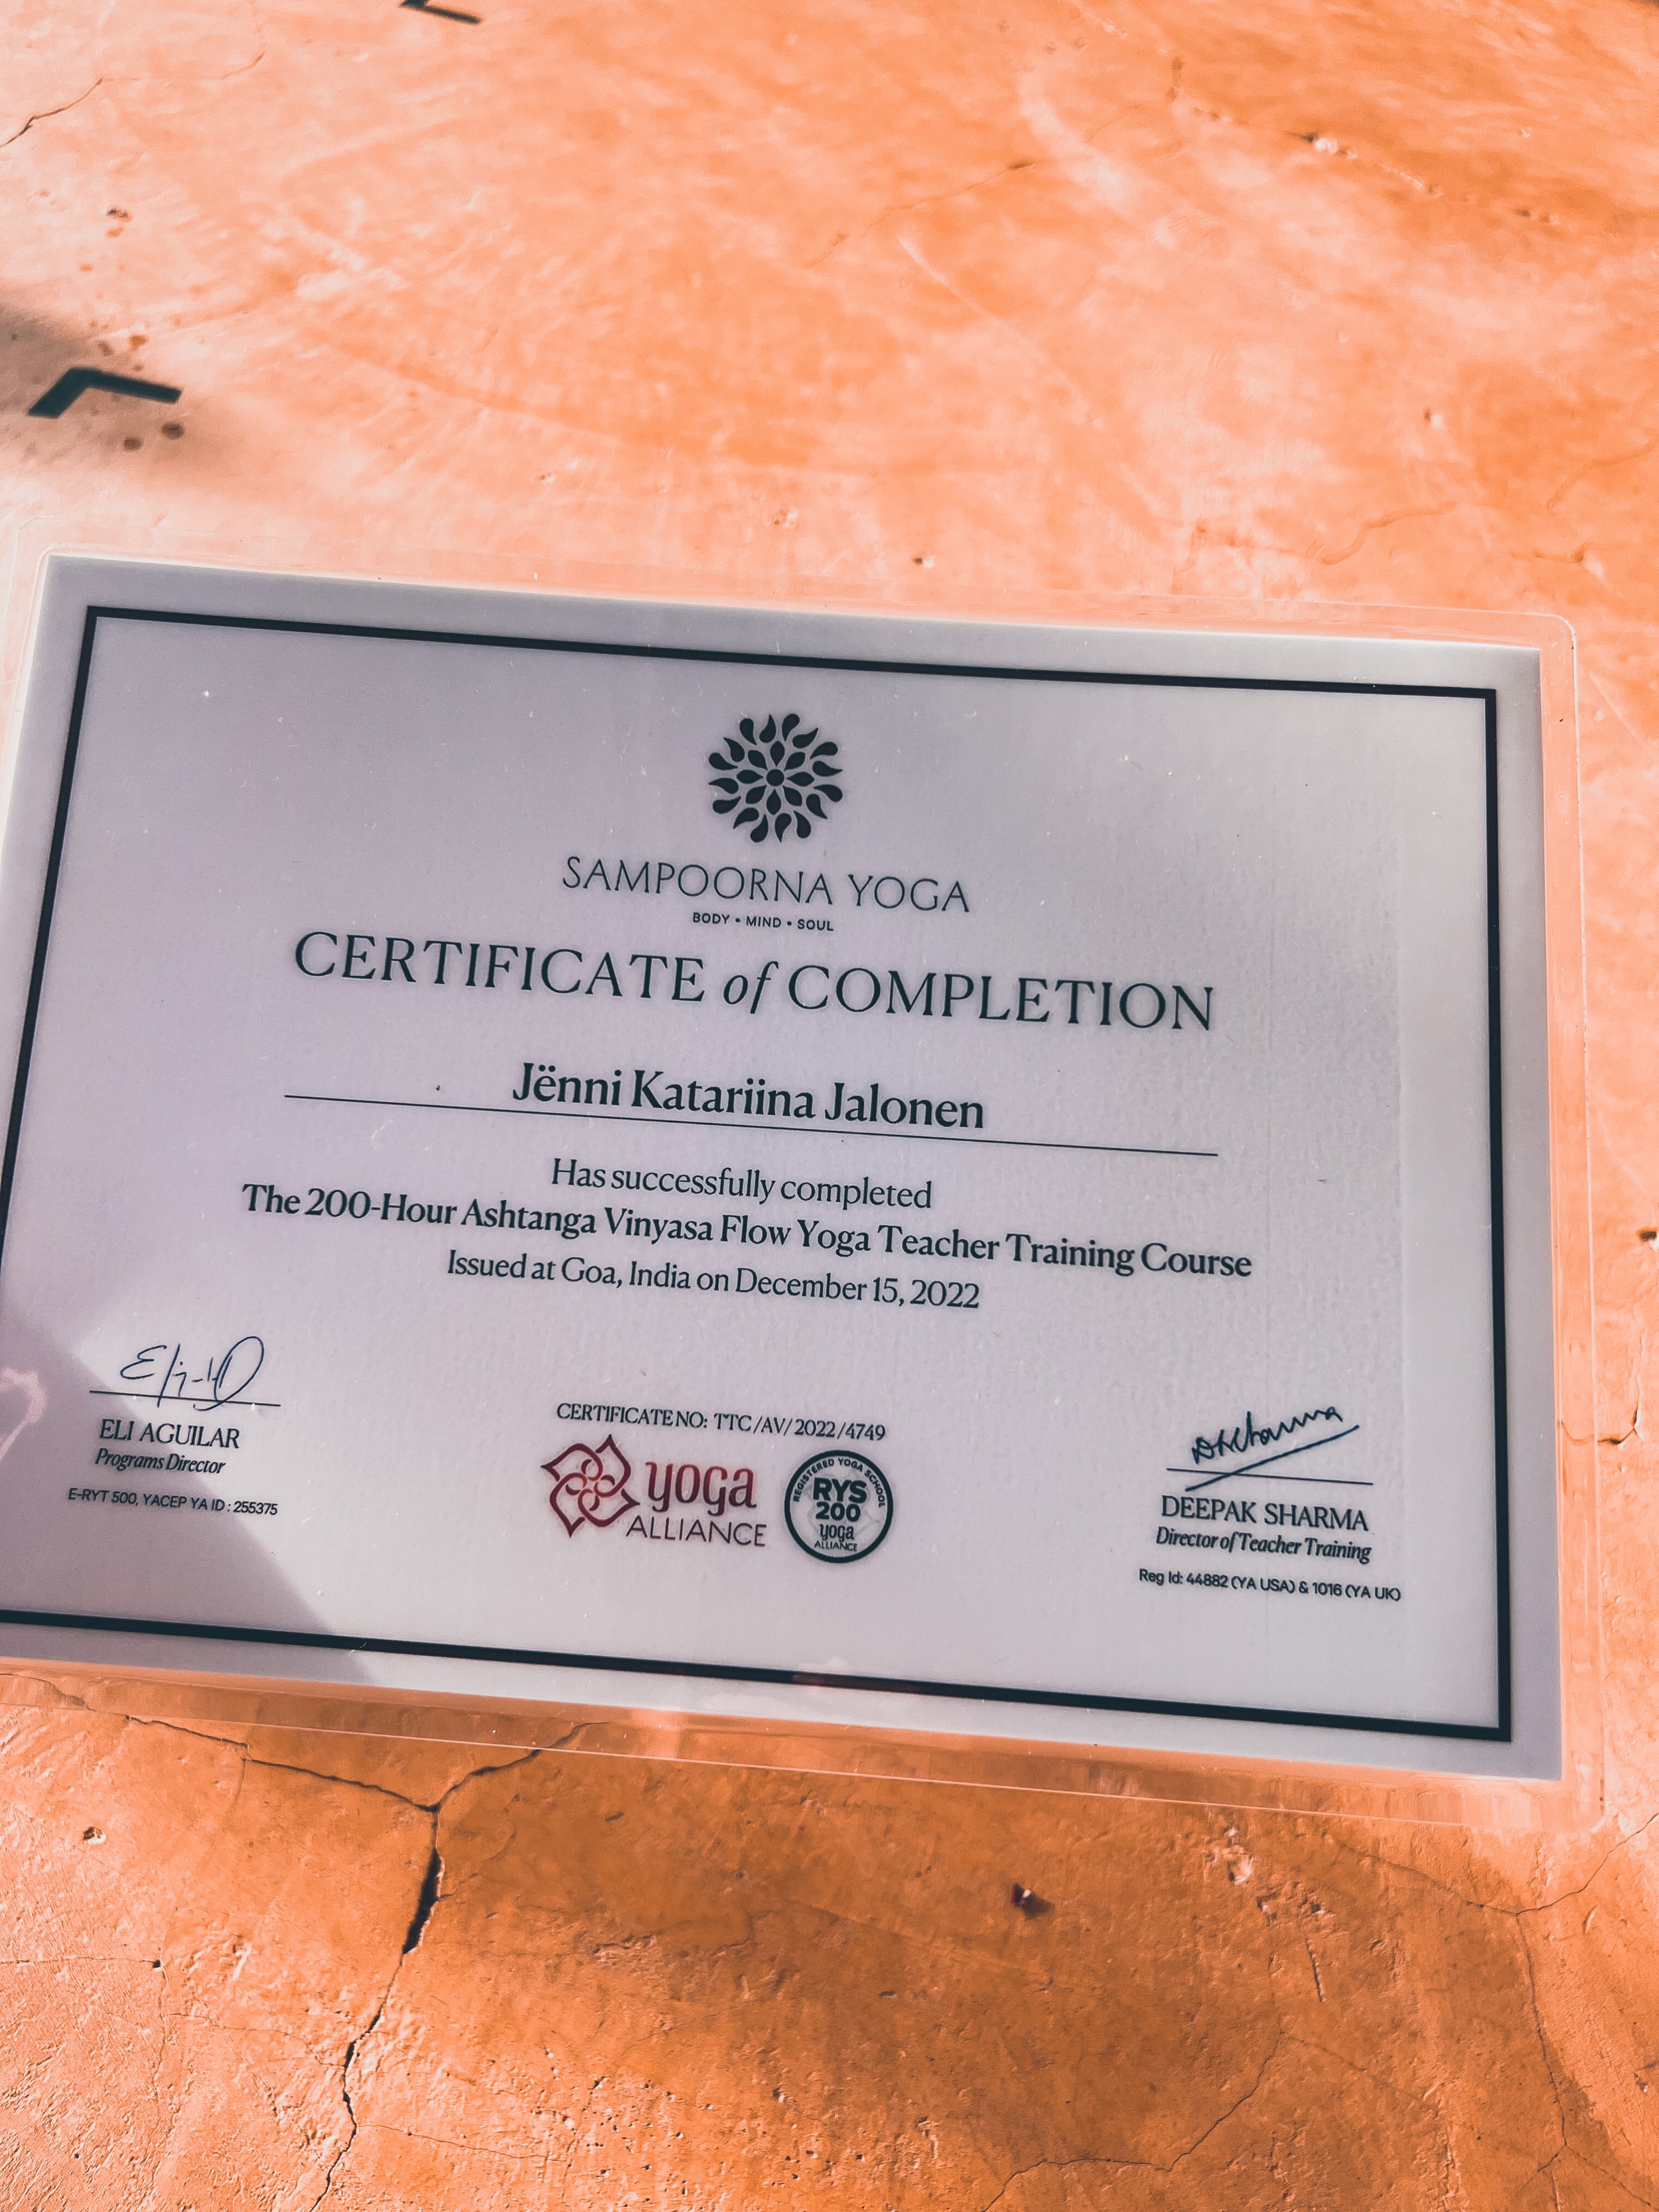 SAMPOORNA YOGA
BODY • MIND • SOUL
CERTIFICATE of COMPLETION
Jënni Katariina Jalonen
Has successfully completed
The 200-Hour Ashtanga Vinyasa Flow Yoga Teacher Training Course
Issued at Goa, India on December 15, 2022
ELI AGUILAR
Programs Director
E-RYT 500, YACEP YA ID : 255375
CERTIFICATE NO: TTC/AV/2022/4749
yoga
ALLIANCE
REGISTERED YOGA SCHOOL
RYS
200
yoga
ALLIANCE
DEEPAK SHARMA
Director of Teacher Training
Reg Id: 44882 (YA USA) & 1016 (YA UK)